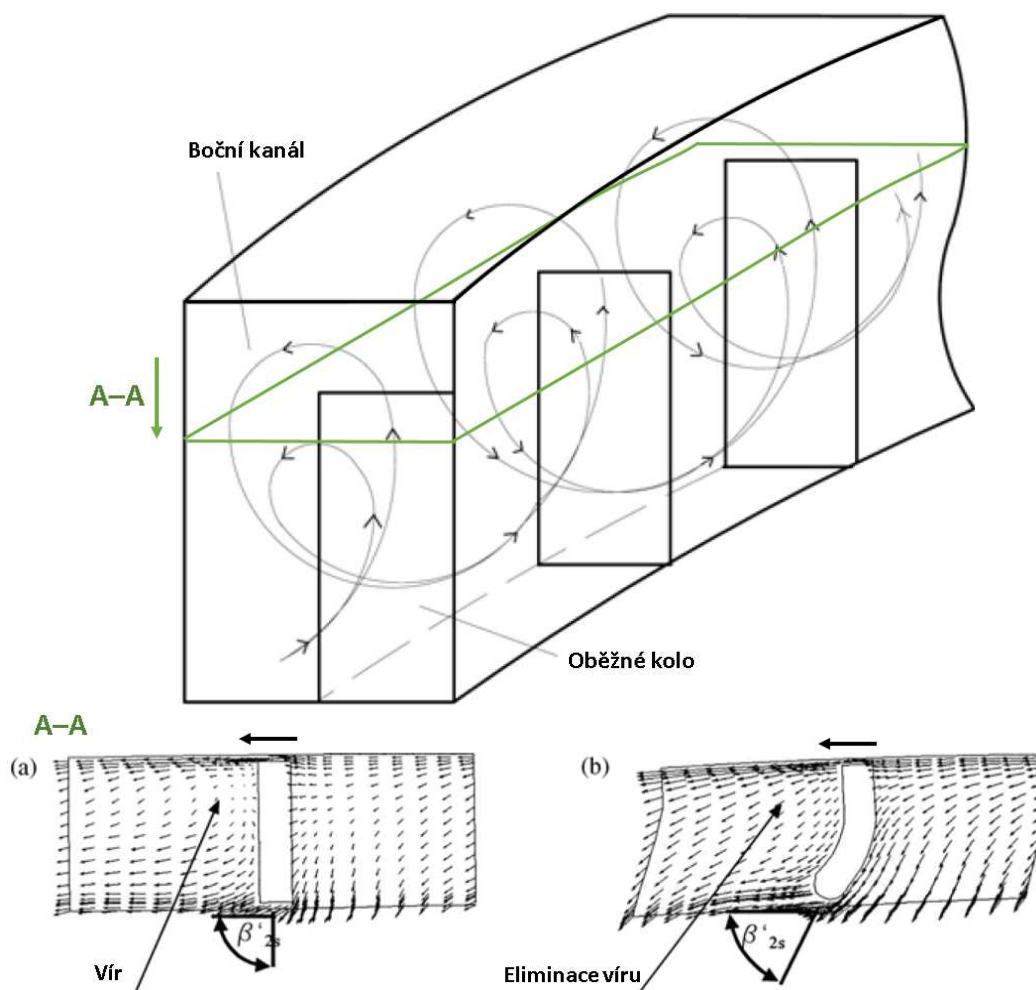 Boční kanál
A–A
Oběžné kolo
A–A
(a)
(b)
β‘2s
β‘2s
Vír
Eliminace víru